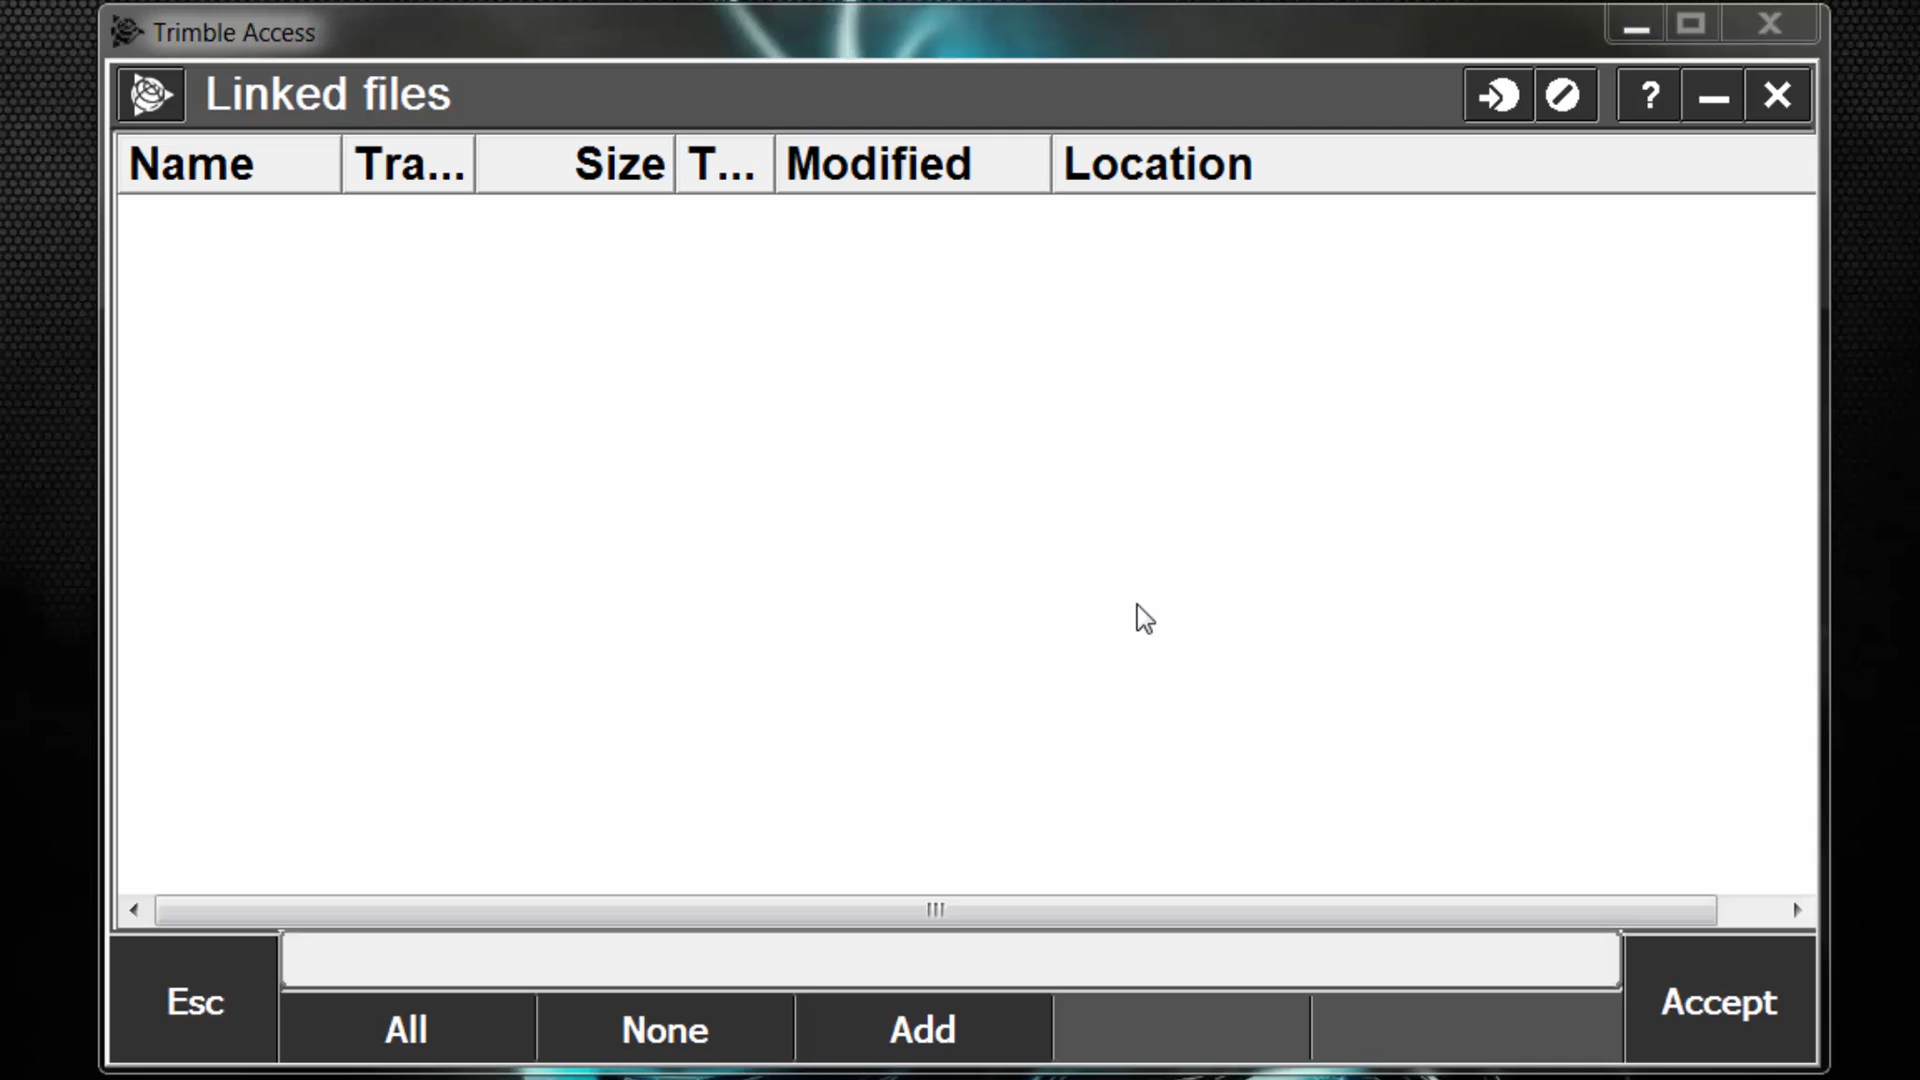 Trimble Access
Linked files
?
Name Tra... Size T... Modified Location
Esc
All None Add
Accept